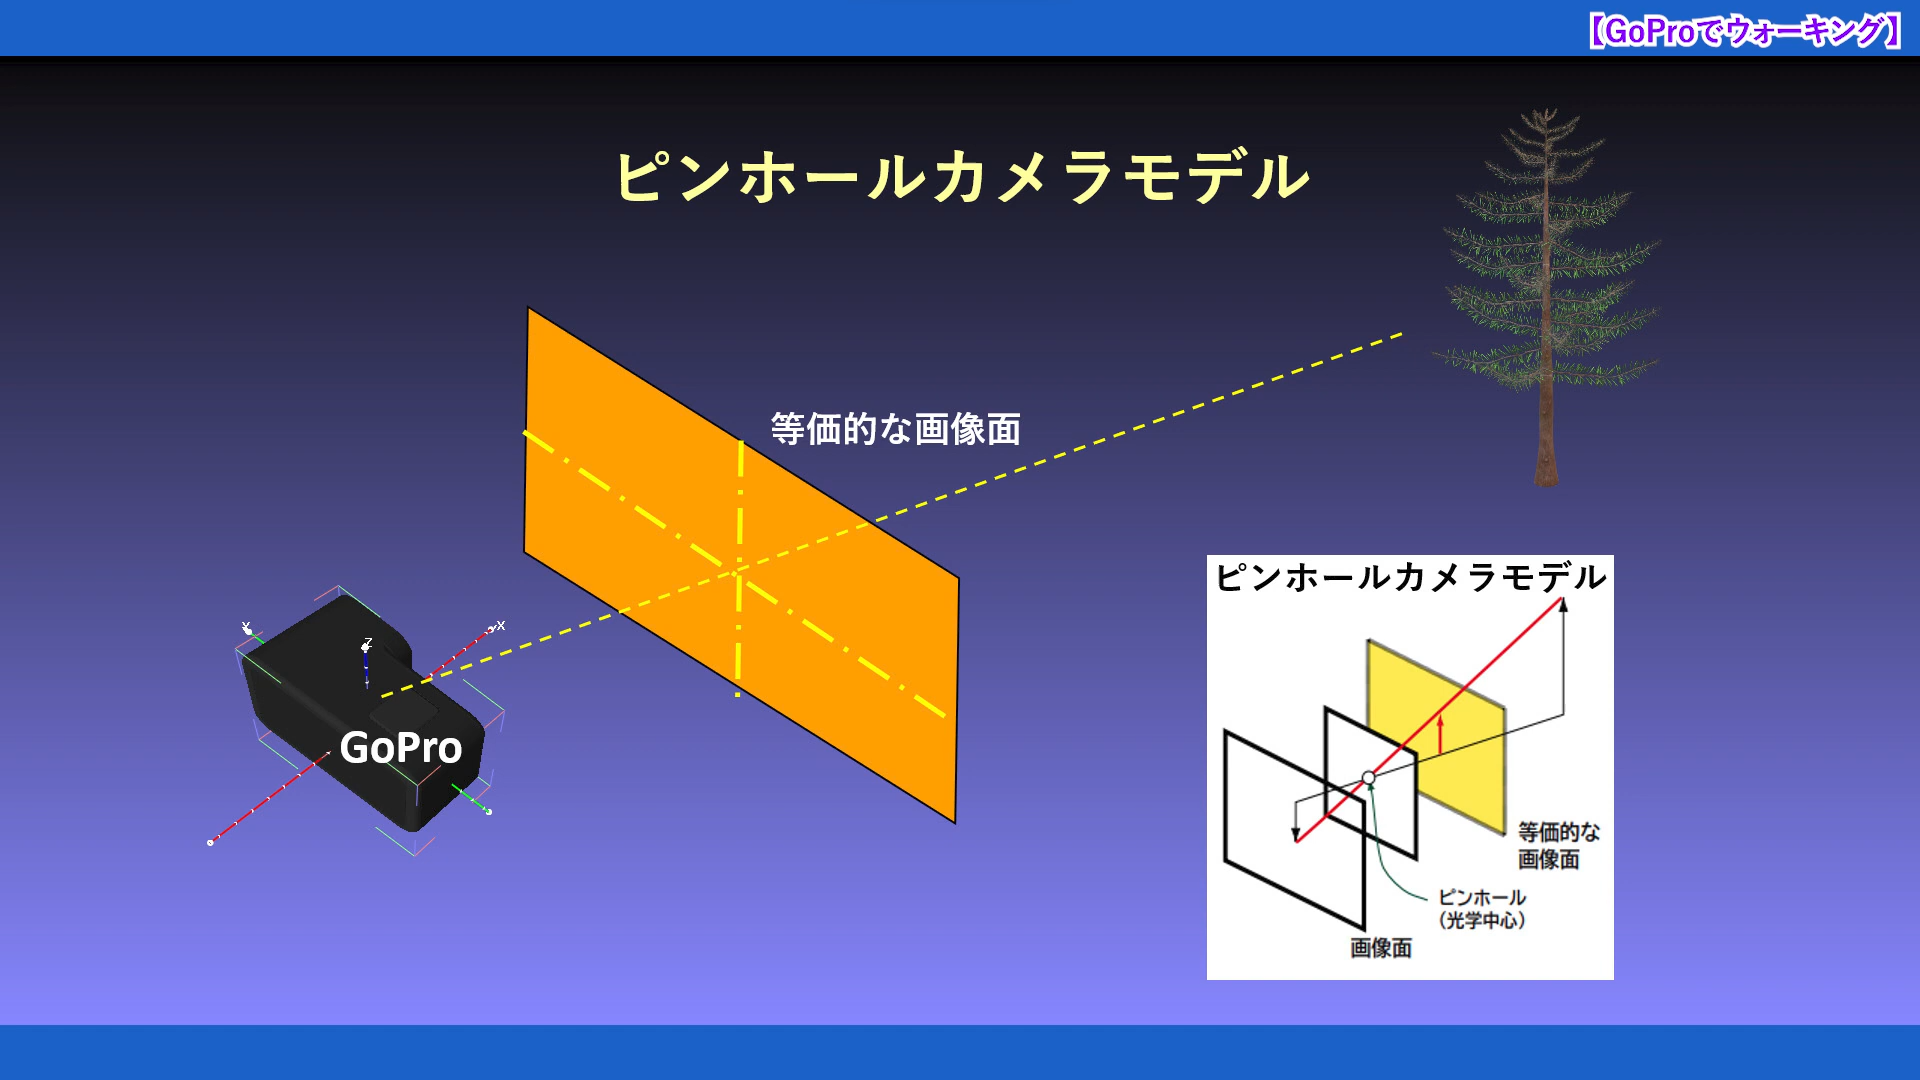 【GoProでウォーキング】
ピンホールカメラモデル
等価的な画像面
Y
Z
X
GoPro
ピンホールカメラモデル
等価的な
画像面
ピンホール
(光学中心)
画像面